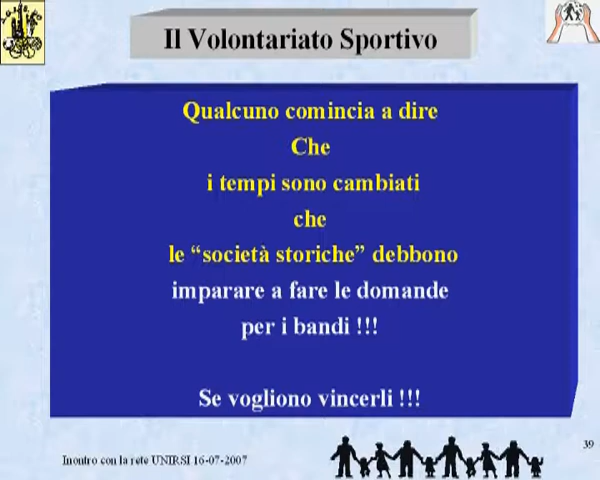 Il Volontariato Sportivo
Qualcuno comincia a dire
Che
i tempi sono cambiati
che
le “società storiche” debbono
imparare a fare le domande
per i bandi !!!
Se vogliono vincerli !!!
39
Inontro con la rete UNIRSI 16-07-2007